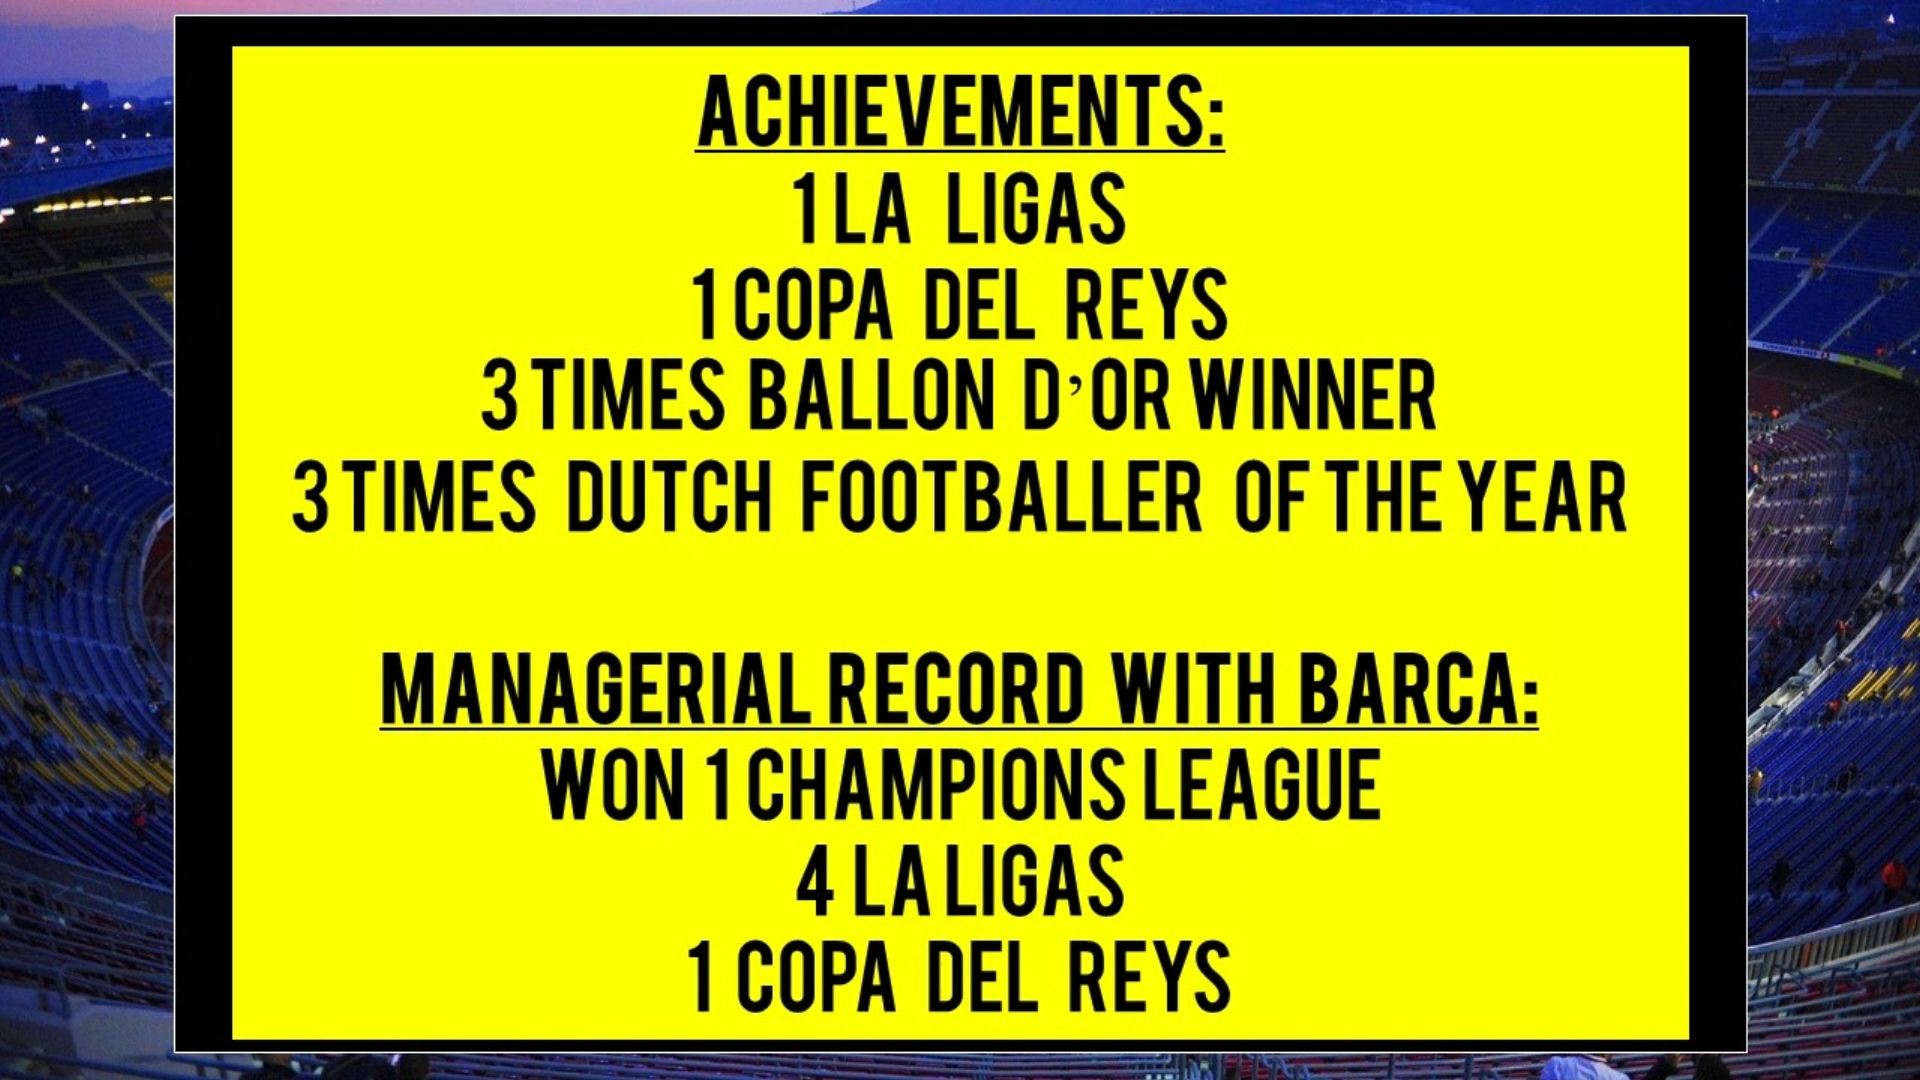 ACHIEVEMENTS:
1 LA LIGAS
1 COPA DEL REYS
3 TIMES BALLON D’OR WINNER
3 TIMES DUTCH FOOTBALLER OF THE YEAR
MANAGERIAL RECORD WITH BARCA:
WON 1 CHAMPIONS LEAGUE
4 LA LIGAS
1 COPA DEL REYS